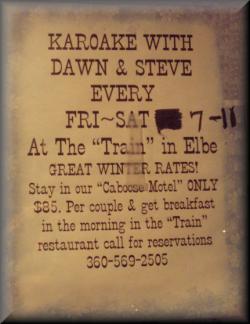 KAROAKE WITH
DAWN & STEVE
EVERY
FRI~SAT 7-11
At The “Train” in Elbe
GREAT WINTER RATES!
Stay in our “Caboose Motel” ONLY
$85. Per couple & get breakfast
in the morning in the “Train”
restaurant call for reservations
360-569-2505